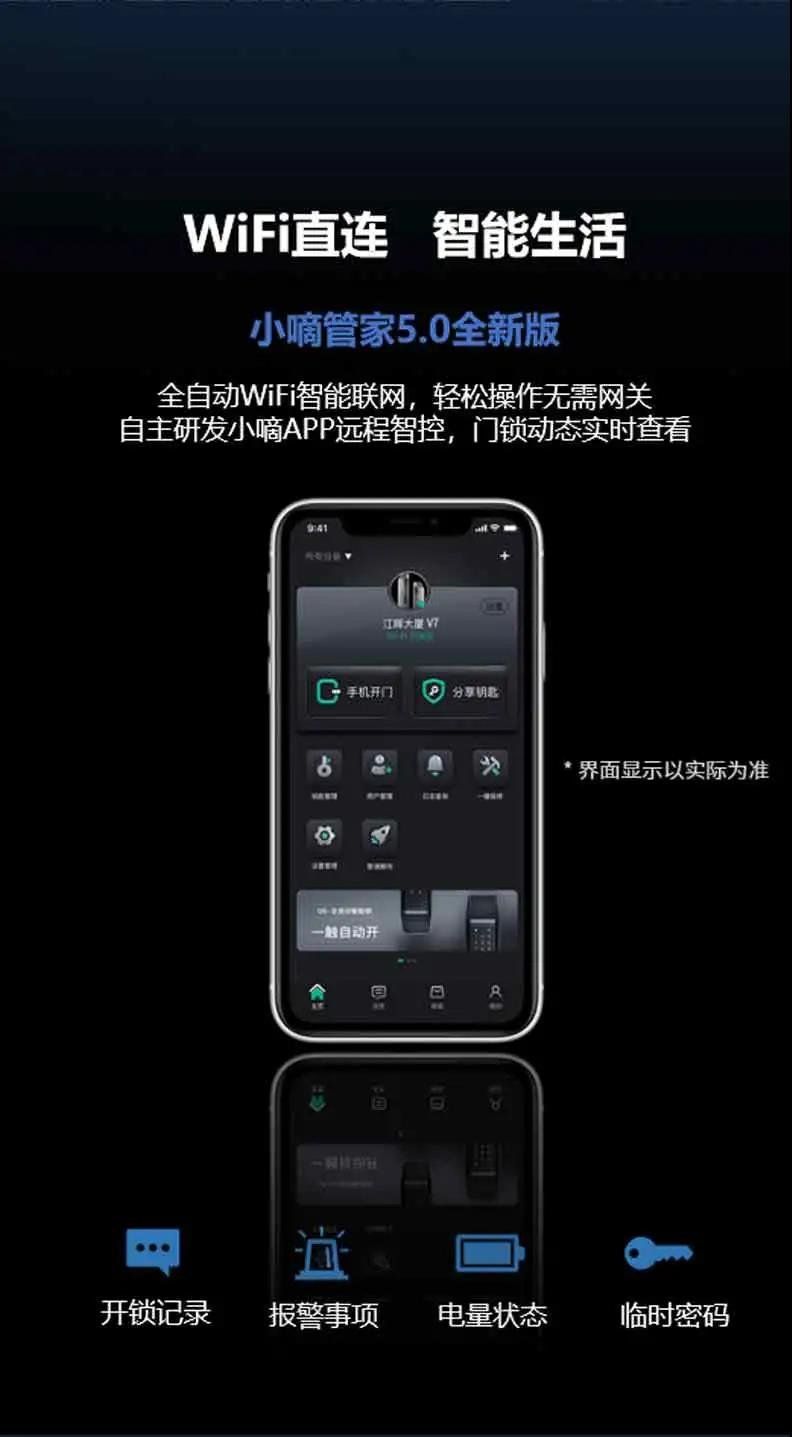 WiFi直连 智能生活
小嘀管家5.0全新版
全自动WiFi智能联网，轻松操作无需网关
自主研发小嘀APP远程智控，门锁动态实时查看
9:41
江晖大厦 V7
手机开门
分享钥匙
* 界面显示以实际为准
一触自动开
开锁记录
报警事项
电量状态
临时密码